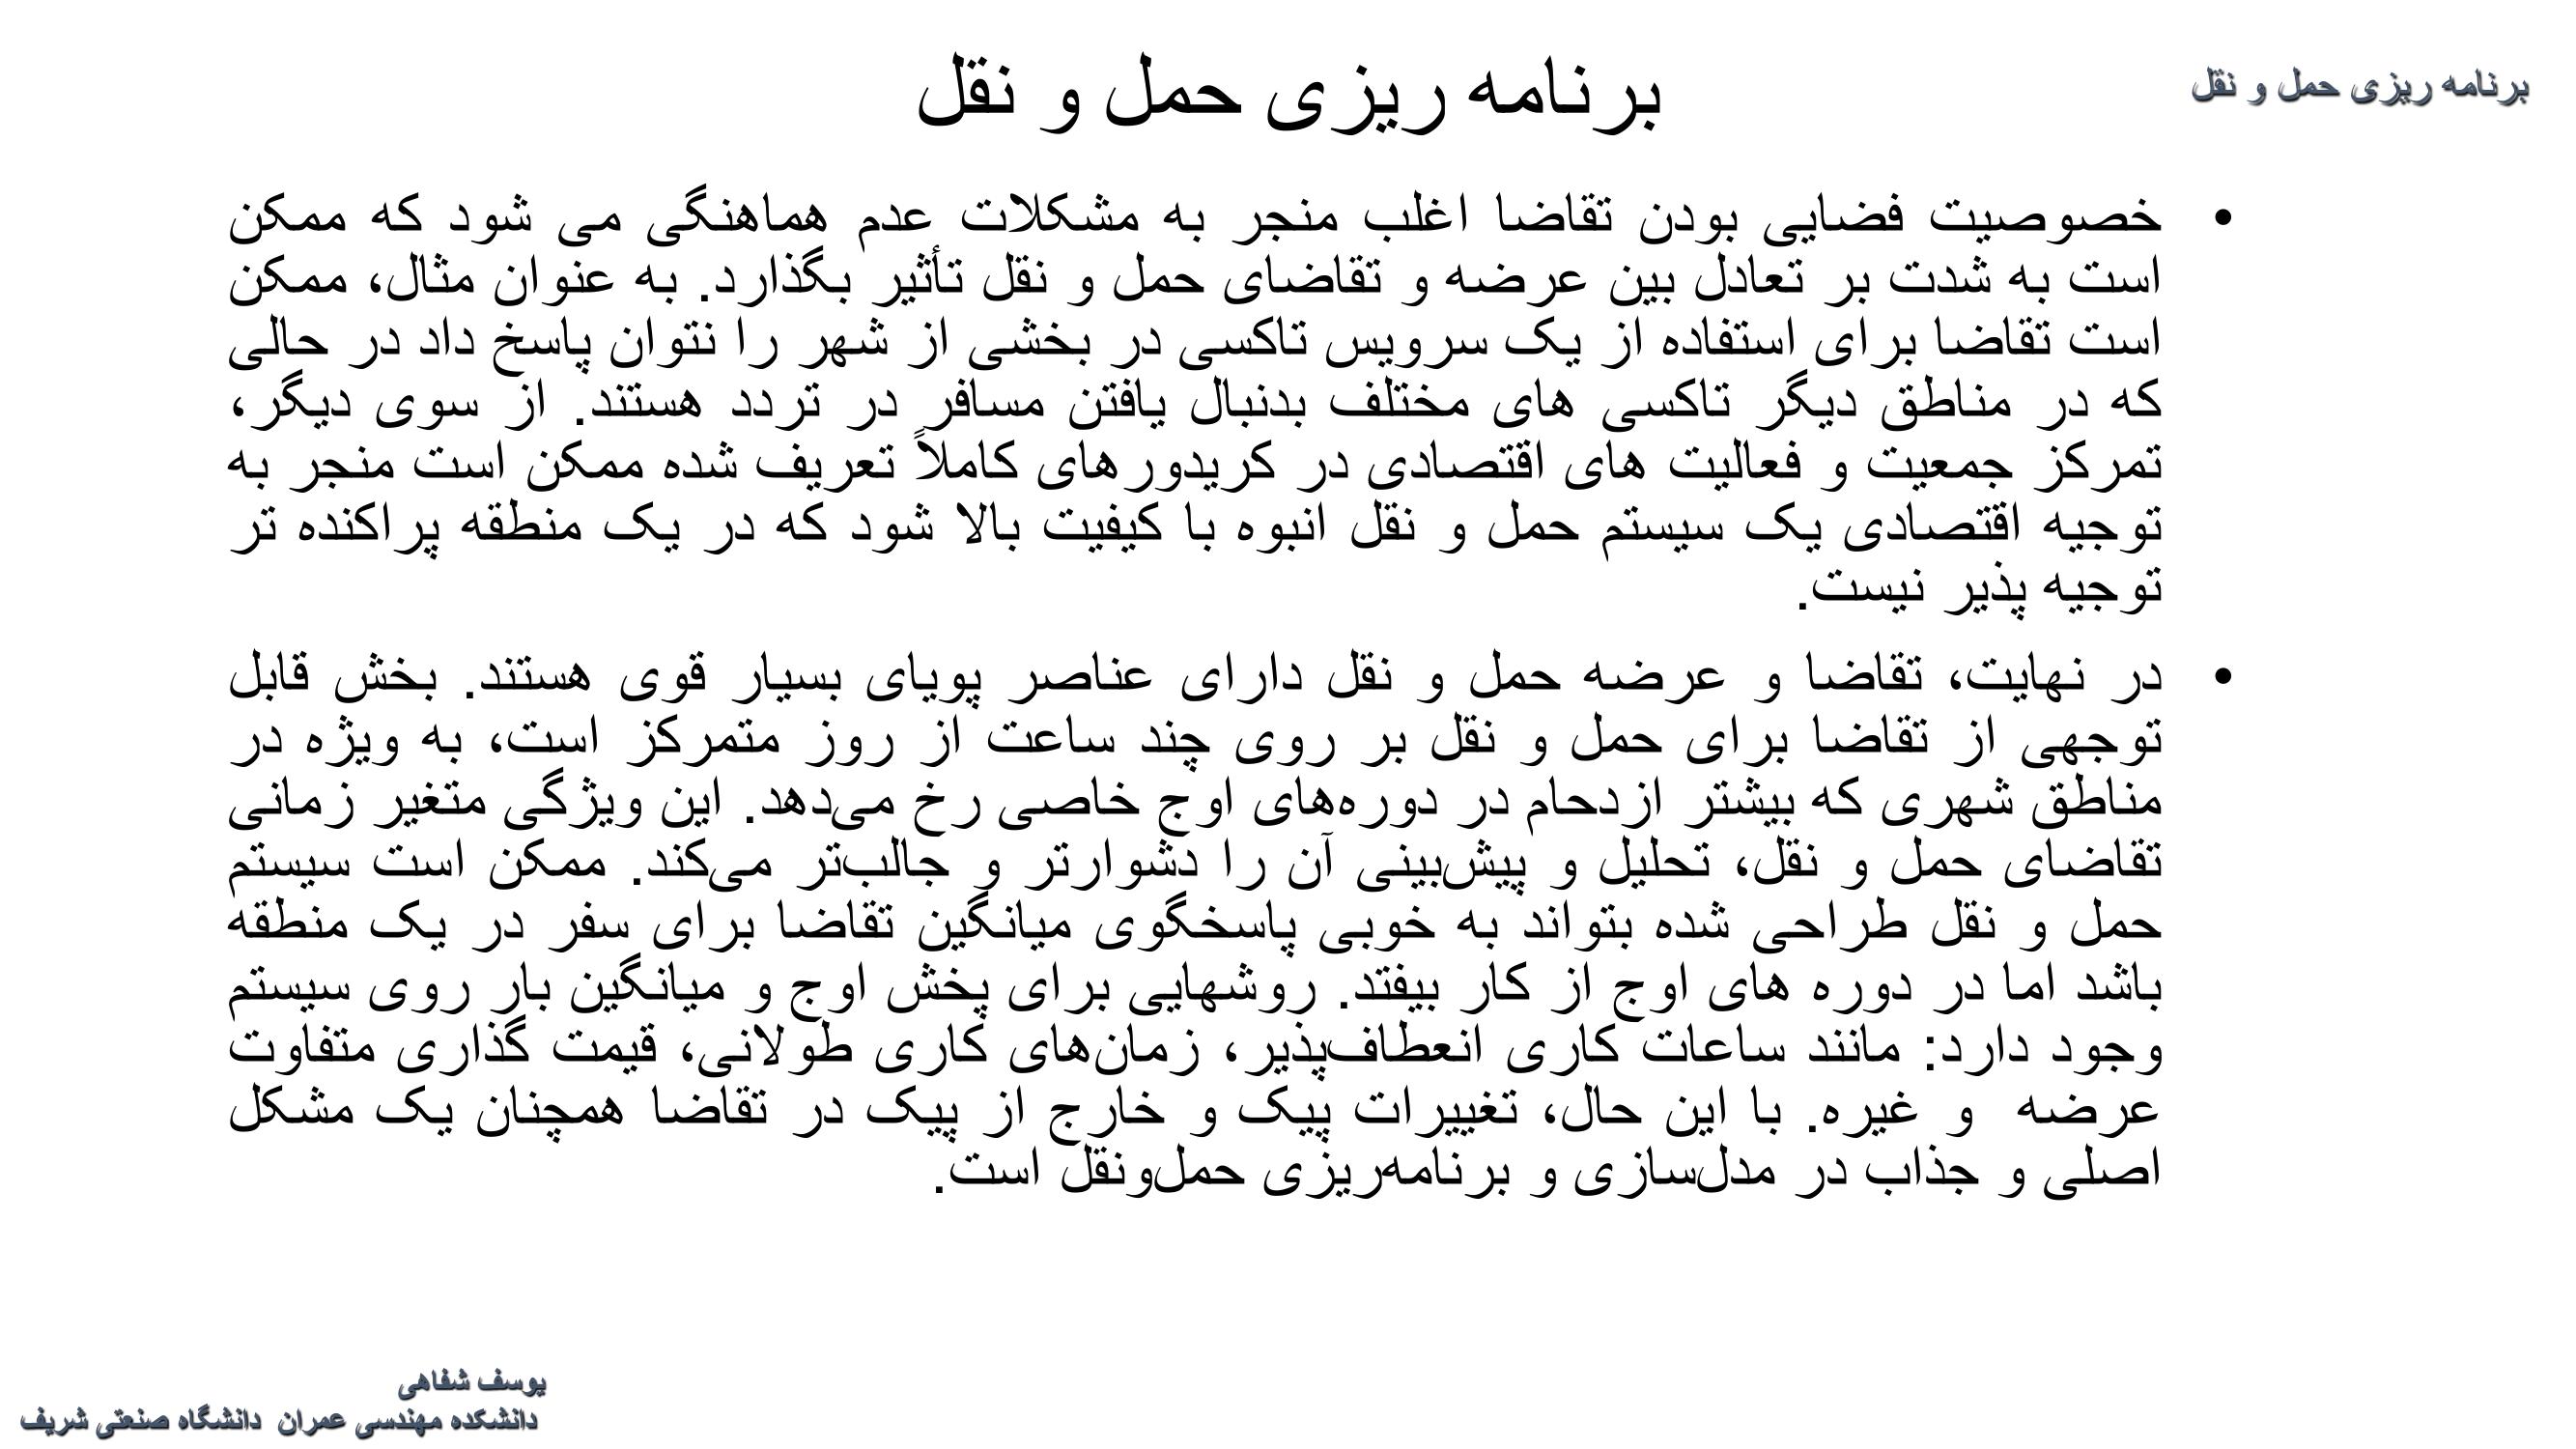 برنامه ریزی حمل و نقل
برنامه ریزی حمل و نقل
• خصوصیت فضایی بودن تقاضا اغلب منجر به مشکلات عدم هماهنگی می شود که ممکن
است به شدت بر تعادل بین عرضه و تقاضای حمل و نقل تأثیر بگذارد. به عنوان مثال، ممکن
است تقاضا برای استفاده از یک سرویس تاکسی در بخشی از شهر را نتوان پاسخ داد در حالی
که در مناطق دیگر تاکسی های مختلف بدنبال یافتن مسافر در تردد هستند. از سوی دیگر،
تمرکز جمعیت و فعالیت های اقتصادی در کریدورهای کاملاً تعریف شده ممکن است منجر به
توجیه اقتصادی یک سیستم حمل و نقل انبوه با کیفیت بالا شود که در یک منطقه پراکنده تر
توجیه پذیر نیست.
• در نهایت، تقاضا و عرضه حمل و نقل دارای عناصر پویای بسیار قوی هستند. بخش قابل
توجهی از تقاضا برای حمل و نقل بر روی چند ساعت از روز متمرکز است، به ویژه در
مناطق شهری که بیشتر ازدحام در دوره‌های اوج خاصی رخ می‌دهد. این ویژگی متغیر زمانی
تقاضای حمل و نقل، تحلیل و پیش‌بینی آن را دشوارتر و جالب‌تر می‌کند. ممکن است سیستم
حمل و نقل طراحی شده بتواند به خوبی پاسخگوی میانگین تقاضا برای سفر در یک منطقه
باشد اما در دوره های اوج از کار بیفتد. روشهایی برای پخش اوج و میانگین بار روی سیستم
وجود دارد: مانند ساعات کاری انعطاف‌پذیر، زمان‌های کاری طولانی، قیمت گذاری متفاوت
عرضه و غیره. با این حال، تغییرات پیک و خارج از پیک در تقاضا همچنان یک مشکل
اصلی و جذاب در مدل‌سازی و برنامه‌ریزی حمل‌ونقل است.
یوسف شفاهی
دانشکده مهندسی عمران دانشگاه صنعتی شریف